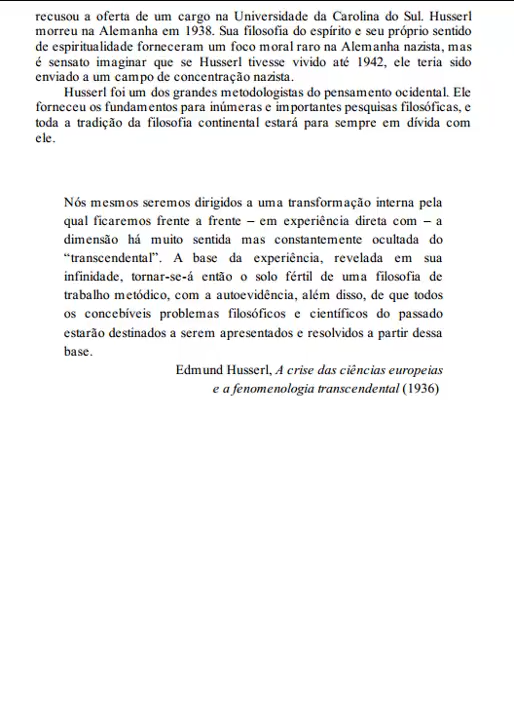 recusou a oferta de um cargo na Universidade da Carolina do Sul. Husserl
morreu na Alemanha em 1938. Sua filosofia do espírito e seu próprio sentido
de espiritualidade forneceram um foco moral raro na Alemanha nazista, mas
é sensato imaginar que se Husserl tivesse vivido até 1942, ele teria sido
enviado a um campo de concentração nazista.
Husserl foi um dos grandes metodologistas do pensamento ocidental. Ele
forneceu os fundamentos para inúmeras e importantes pesquisas filosóficas, e
toda a tradição da filosofia continental estará para sempre em dívida com
ele.
Nós mesmos seremos dirigidos a uma transformação interna pela
qual ficaremos frente a frente – em experiência direta com – a
dimensão há muito sentida mas constantemente ocultada do
“transcendental”. A base da experiência, revelada em sua
infinidade, tornar-se-á então o solo fértil de uma filosofia de
trabalho metódico, com a autoevidência, além disso, de que todos
os concebíveis problemas filosóficos e científicos do passado
estarão destinados a serem apresentados e resolvidos a partir dessa
base.
Edmund Husserl, A crise das ciências europeias
e a fenomenologia transcendental (1936)